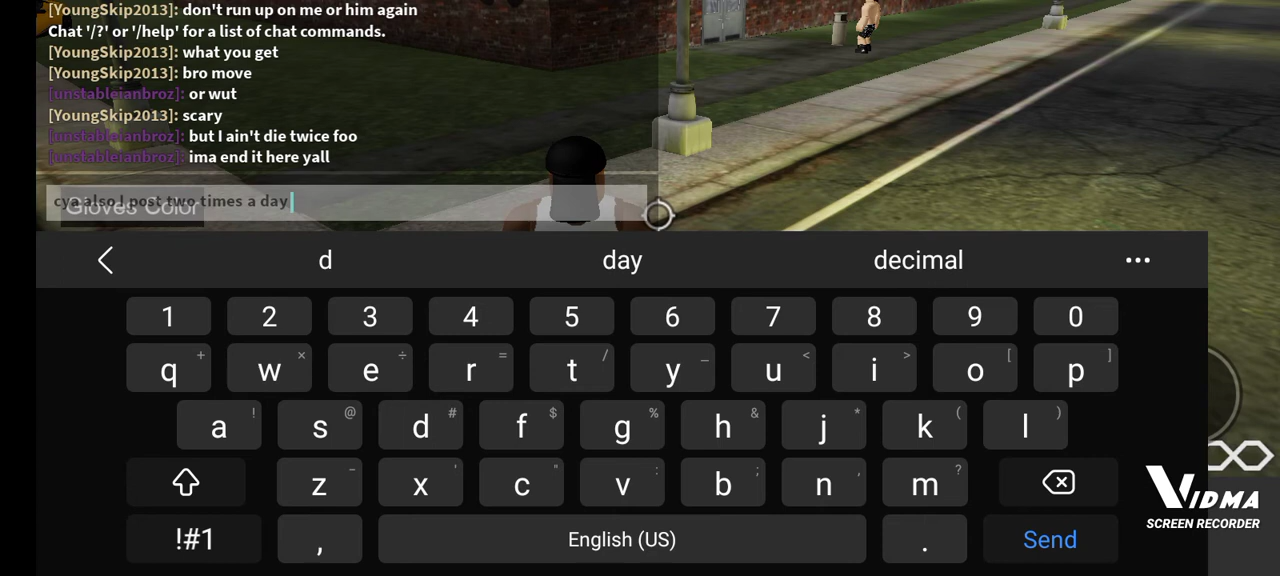 [YoungSkip2013]: don't run up on me or him again
Chat '/?' or '/help' for a list of chat commands.
[YoungSkip2013]: what you get
[YoungSkip2013]: bro move
[unstableianbroz]: or wut
[YoungSkip2013]: scary
[unstableianbroz]: but I ain't die twice foo
[unstableianbroz]: ima end it here yall
cya also I post two times a day
Gloves Color
d day decimal
1 2 3 4 5 6 7 8 9 0
q + w × e ÷ r = t / y _ u < i > o [ p ]
a ! s @ d # f $ g % h & j * k ( l )
z - x ' c " v : b ; n , m ?
!#1 , English (US) . Send
VIDMA
SCREEN RECORDER